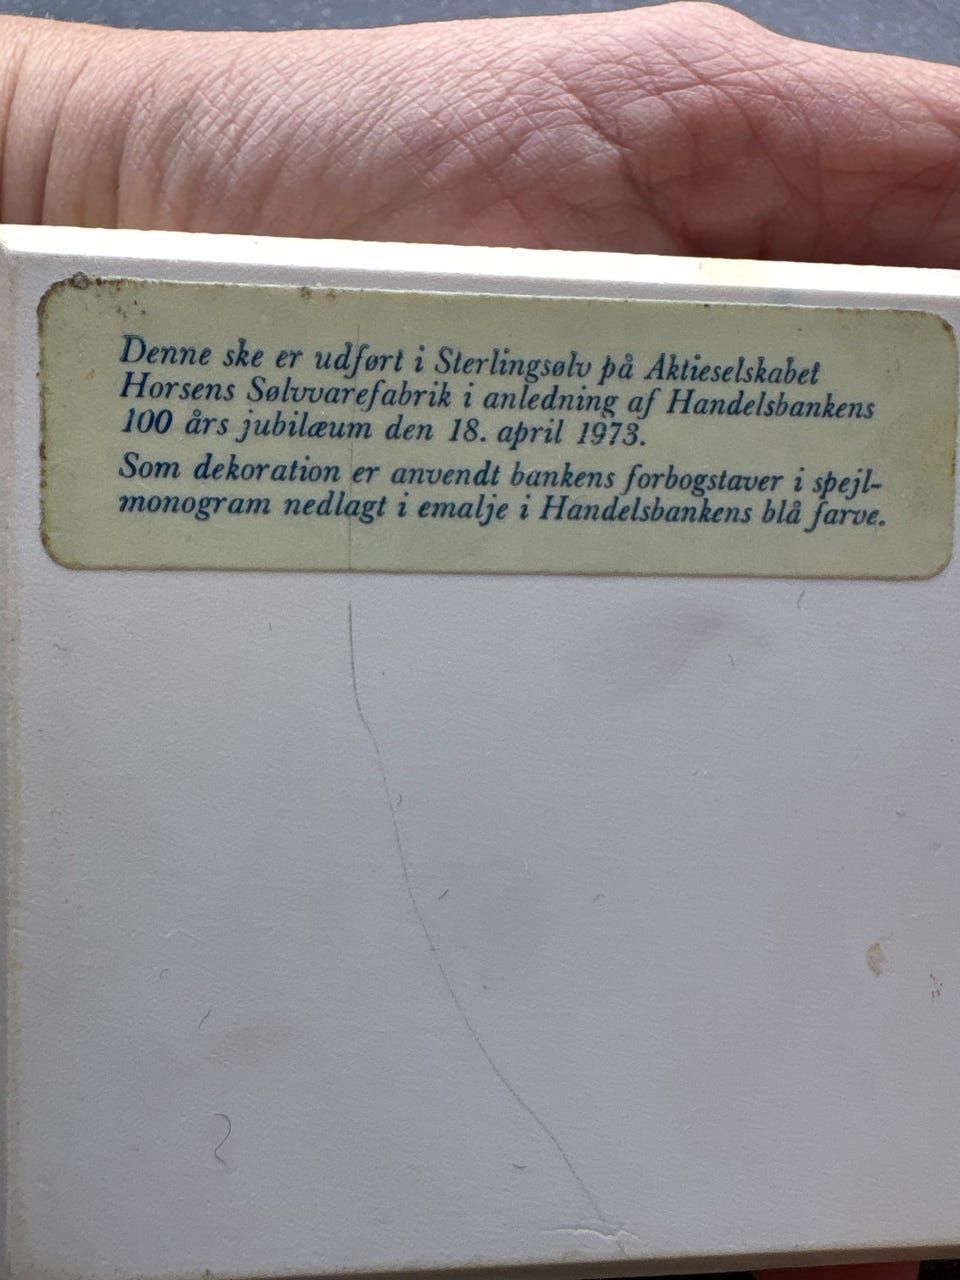 Denne ske er udført i Sterlingsølv på Aktieselskabet
Horsens Sølvvarefabrik i anledning af Handelsbankens
100 års jubilæum den 18. april 1973.
Som dekoration er anvendt bankens forbogstaver i spejl-
monogram nedlagt i emalje i Handelsbankens blå farve.